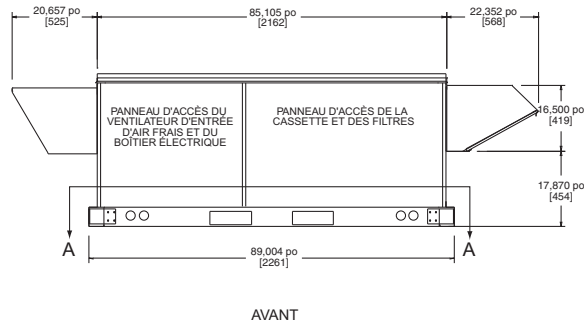 20,657 po
[525]
85,105 po
[2162]
22,352 po
[568]
PANNEAU D'ACCÈS DU
VENTILATEUR D'ENTRÉE
D'AIR FRAIS ET DU
BOÎTIER ÉLECTRIQUE
PANNEAU D'ACCÈS DE LA
CASSETTE ET DES FILTRES
16,500 po
[419]
17,870 po
[454]
A
A
89,004 po
[2261]
AVANT